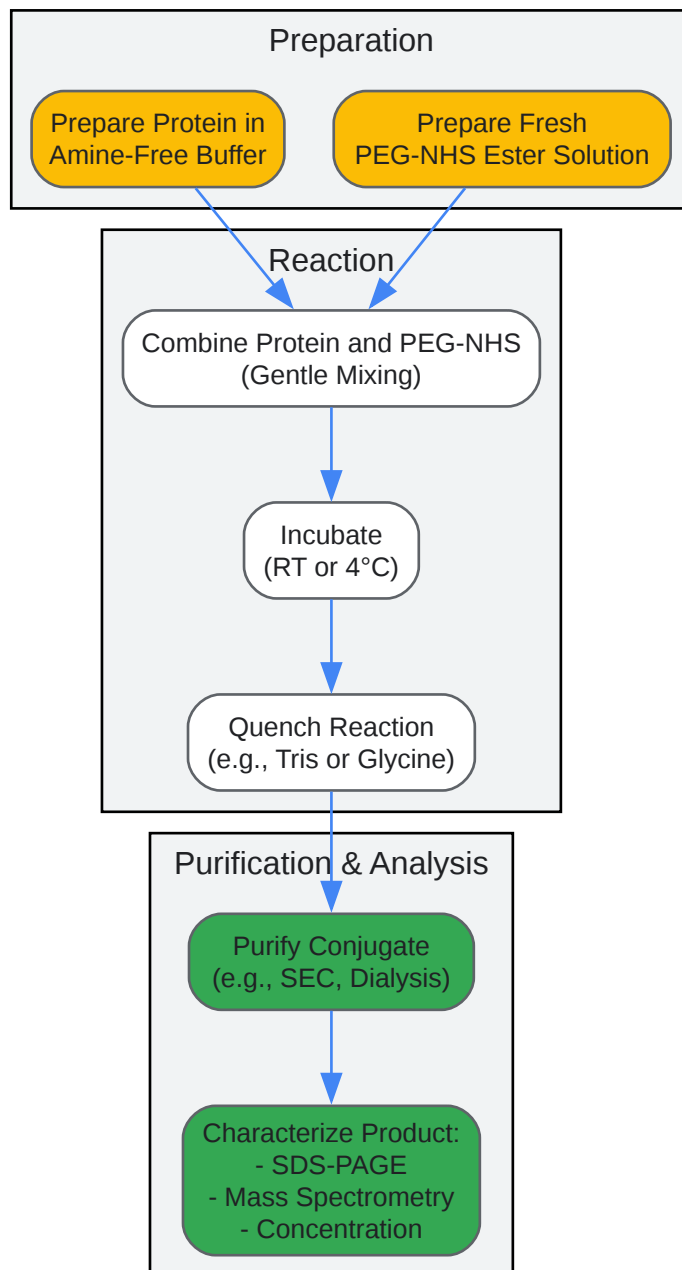 Preparation
Prepare Protein in
Amine-Free Buffer
Prepare Fresh
PEG-NHS Ester Solution
Reaction
Combine Protein and PEG-NHS
(Gentle Mixing)
Incubate
(RT or 4°C)
Quench Reaction
(e.g., Tris or Glycine)
Purification & Analysis
Purify Conjugate
(e.g., SEC, Dialysis)
Characterize Product:
- SDS-PAGE
- Mass Spectrometry
- Concentration